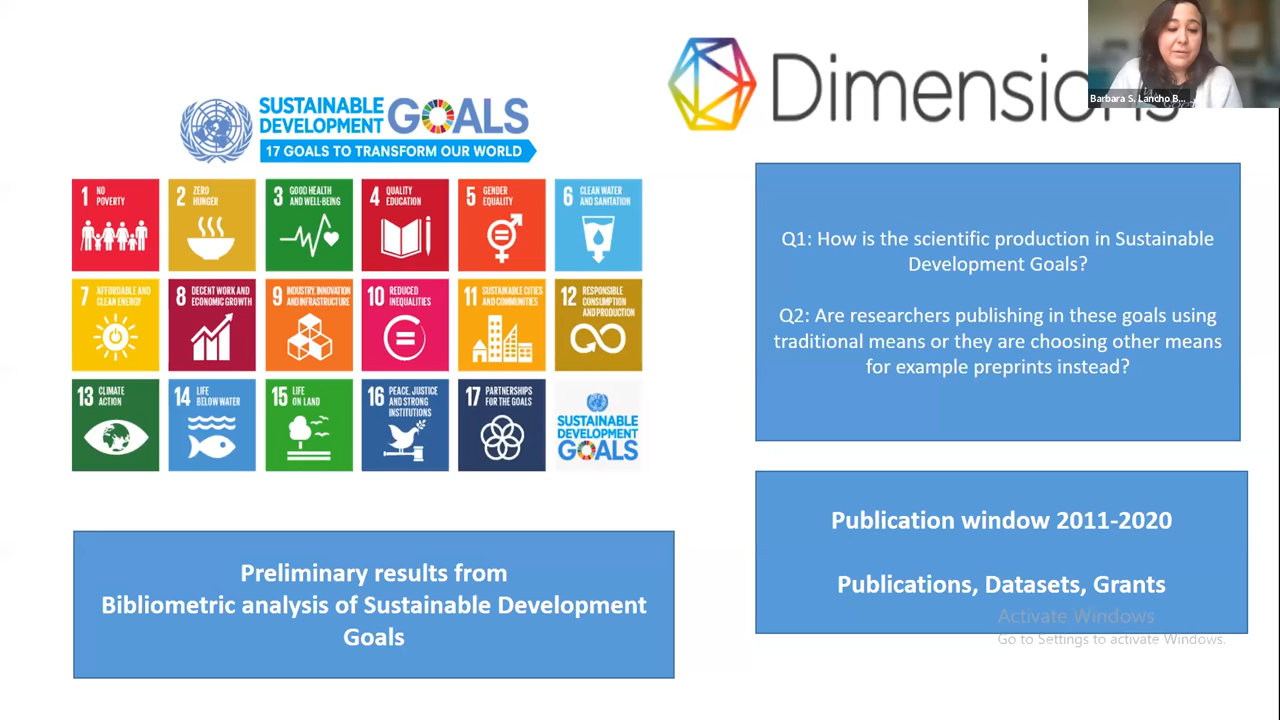 Dimensions
Barbara S. Lancho B...
SUSTAINABLE
DEVELOPMENT
GOALS
17 GOALS TO TRANSFORM OUR WORLD
1 NO
POVERTY
2 ZERO
HUNGER
3 GOOD HEALTH
AND WELL-BEING
4 QUALITY
EDUCATION
5 GENDER
EQUALITY
6 CLEAN WATER
AND SANITATION
7 AFFORDABLE AND
CLEAN ENERGY
8 DECENT WORK AND
ECONOMIC GROWTH
9 INDUSTRY, INNOVATION
AND INFRASTRUCTURE
10 REDUCED
INEQUALITIES
11 SUSTAINABLE CITIES
AND COMMUNITIES
12 RESPONSIBLE
CONSUMPTION
AND PRODUCTION
13 CLIMATE
ACTION
14 LIFE
BELOW WATER
15 LIFE
ON LAND
16 PEACE, JUSTICE
AND STRONG
INSTITUTIONS
17 PARTNERSHIPS
FOR THE GOALS
SUSTAINABLE
DEVELOPMENT
GOALS
Q1: How is the scientific production in Sustainable
Development Goals?
Q2: Are researchers publishing in these goals using
traditional means or they are choosing other means
for example preprints instead?
Publication window 2011-2020
Publications, Datasets, Grants
Preliminary results from
Bibliometric analysis of Sustainable Development
Goals
Activate Windows
Go to Settings to activate Windows.